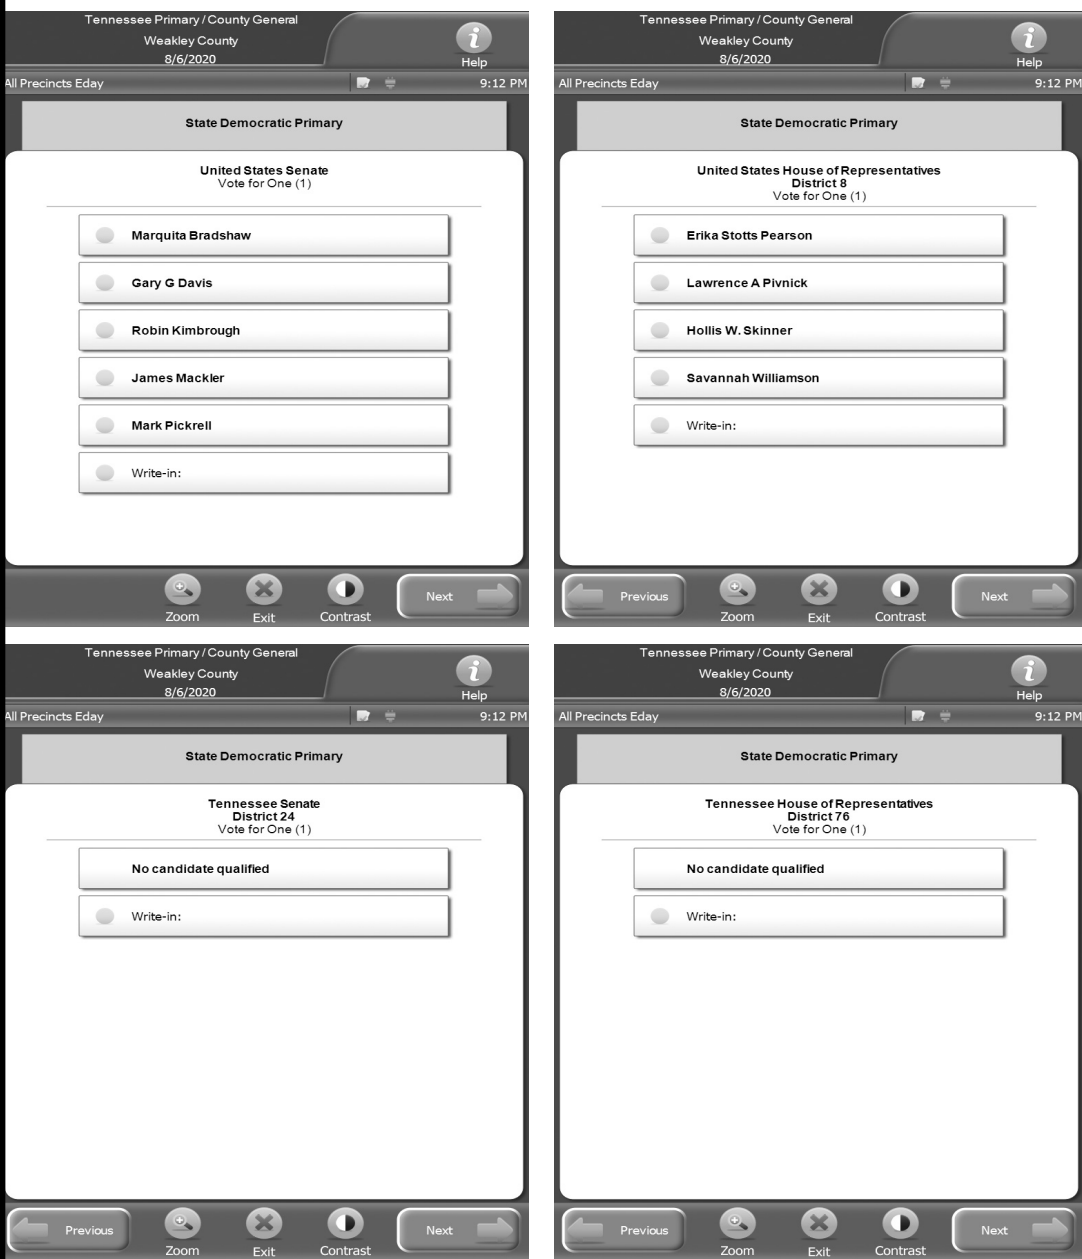 Tennessee Primary / County General
Weakley County
8/6/2020
Help
All Precincts Eday
9:12 PM
State Democratic Primary
United States Senate
Vote for One (1)
Marquita Bradshaw
Gary G Davis
Robin Kimbrough
James Mackler
Mark Pickrell
Write-in:
Zoom
Exit
Contrast
Next
Tennessee Primary / County General
Weakley County
8/6/2020
Help
All Precincts Eday
9:12 PM
State Democratic Primary
United States House of Representatives
District 8
Vote for One (1)
Erika Stotts Pearson
Lawrence A Pivnick
Hollis W. Skinner
Savannah Williamson
Write-in:
Previous
Zoom
Exit
Contrast
Next
Tennessee Primary / County General
Weakley County
8/6/2020
Help
All Precincts Eday
9:12 PM
State Democratic Primary
Tennessee Senate
District 24
Vote for One (1)
No candidate qualified
Write-in:
Previous
Zoom
Exit
Contrast
Next
Tennessee Primary / County General
Weakley County
8/6/2020
Help
All Precincts Eday
9:12 PM
State Democratic Primary
Tennessee House of Representatives
District 76
Vote for One (1)
No candidate qualified
Write-in:
Previous
Zoom
Exit
Contrast
Next